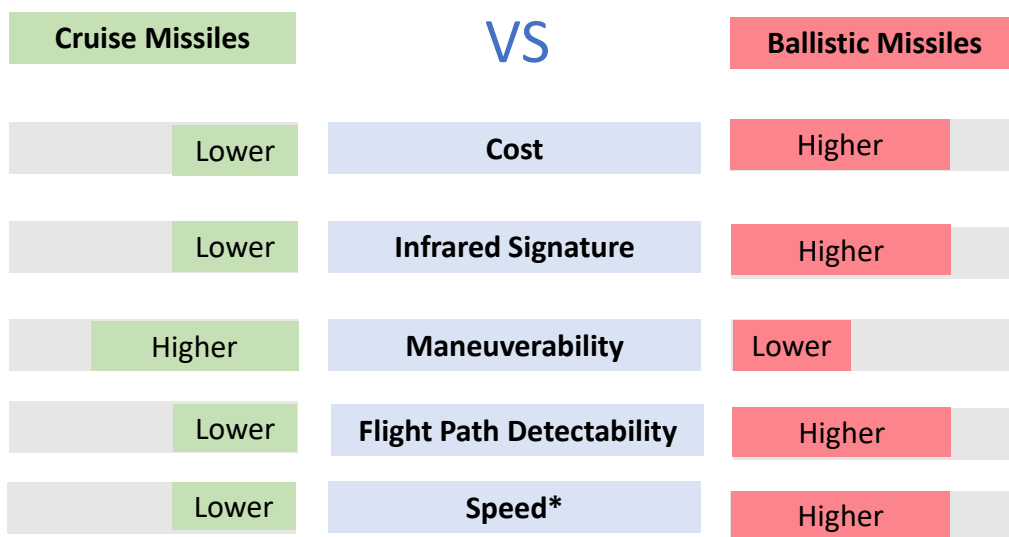 Cruise Missiles
VS
Ballistic Missiles
Lower
Cost
Higher
Lower
Infrared Signature
Higher
Higher
Maneuverability
Lower
Lower
Flight Path Detectability
Higher
Lower
Speed*
Higher